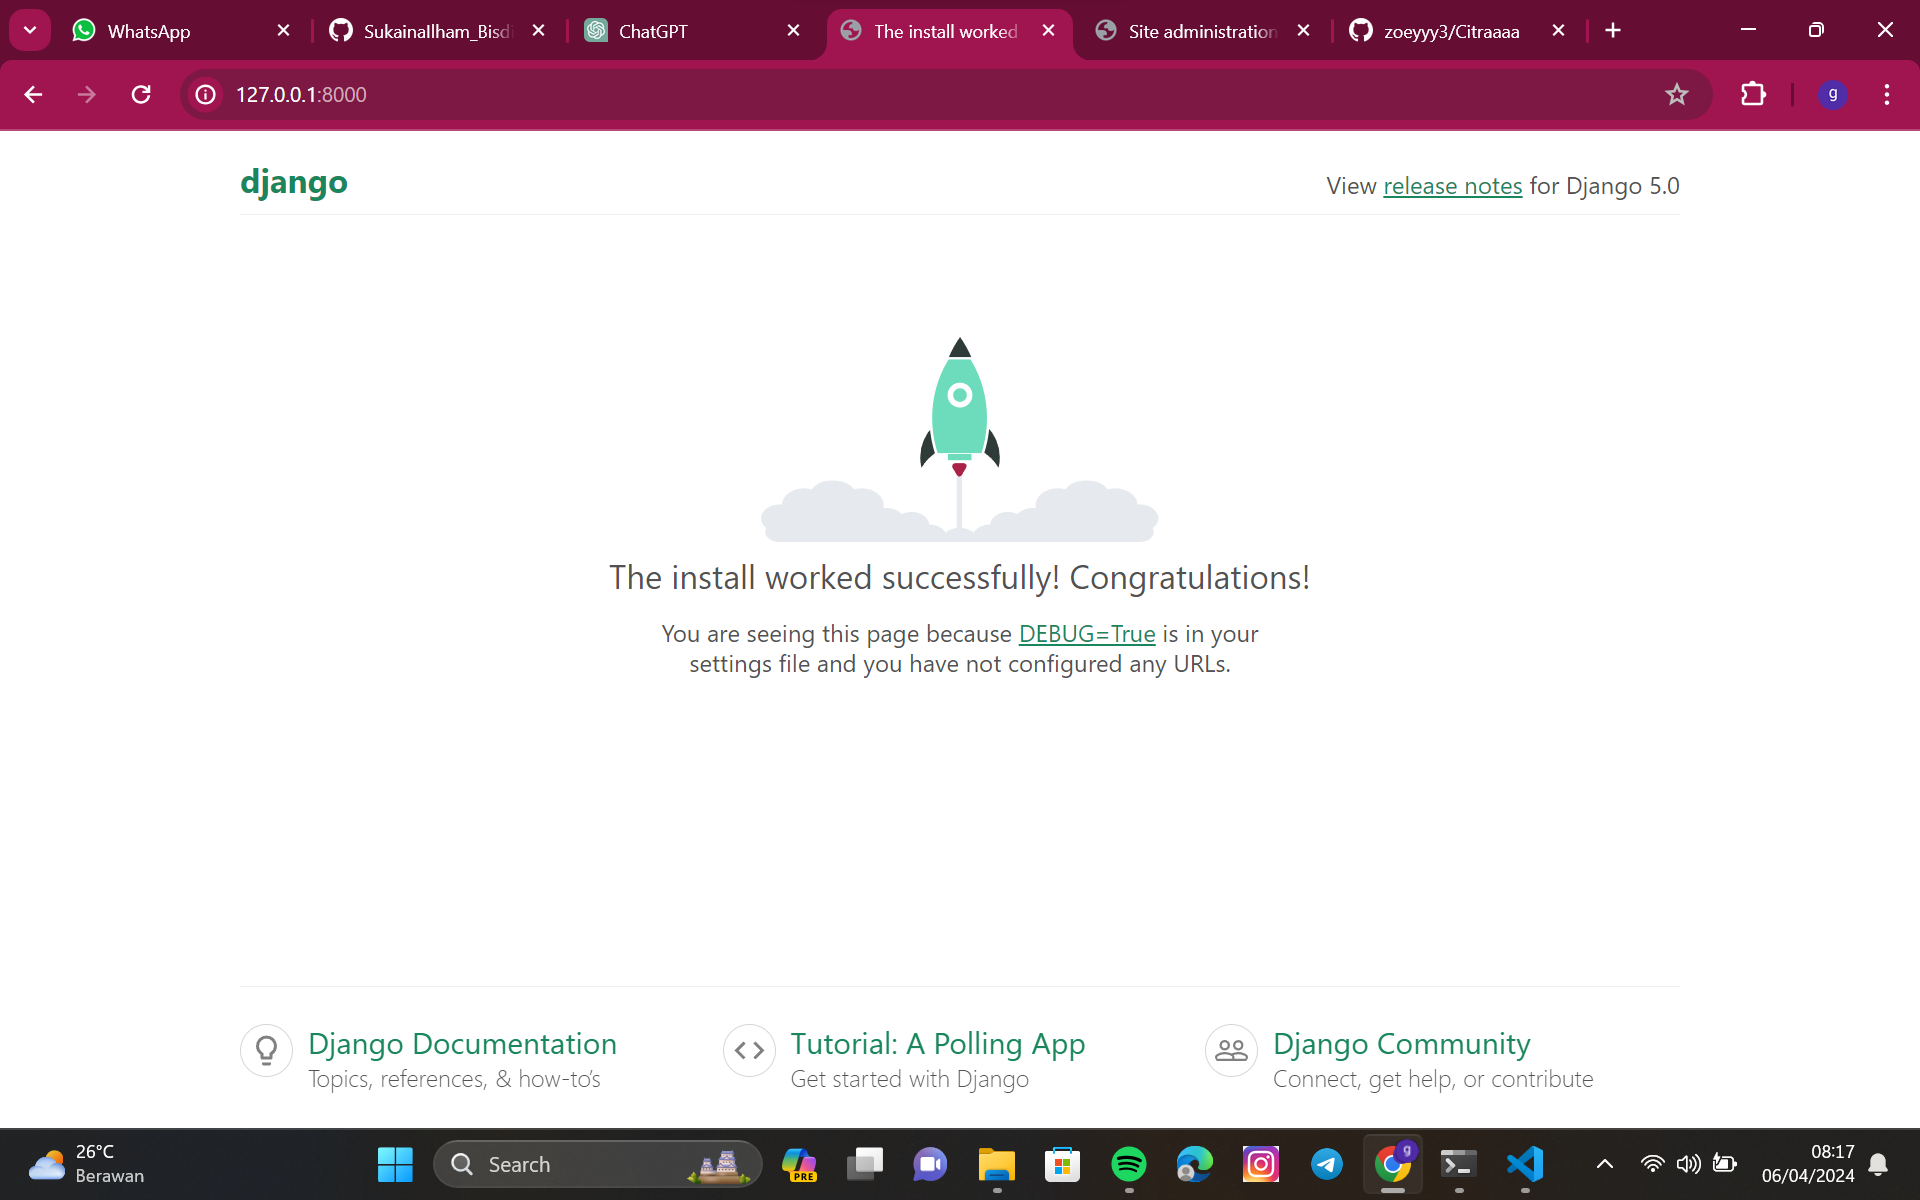 WhatsApp
SukainaIlham_Bisdi
ChatGPT
The install worked
Site administration
zoeyyy3/Citraaaa
127.0.0.1:8000
g
django
View release notes for Django 5.0
The install worked successfully! Congratulations!
You are seeing this page because DEBUG=True is in your
settings file and you have not configured any URLs.
Django Documentation
Topics, references, & how-to’s
Tutorial: A Polling App
Get started with Django
Django Community
Connect, get help, or contribute
26°C
Berawan
Search
PRE
g
08:17
06/04/2024